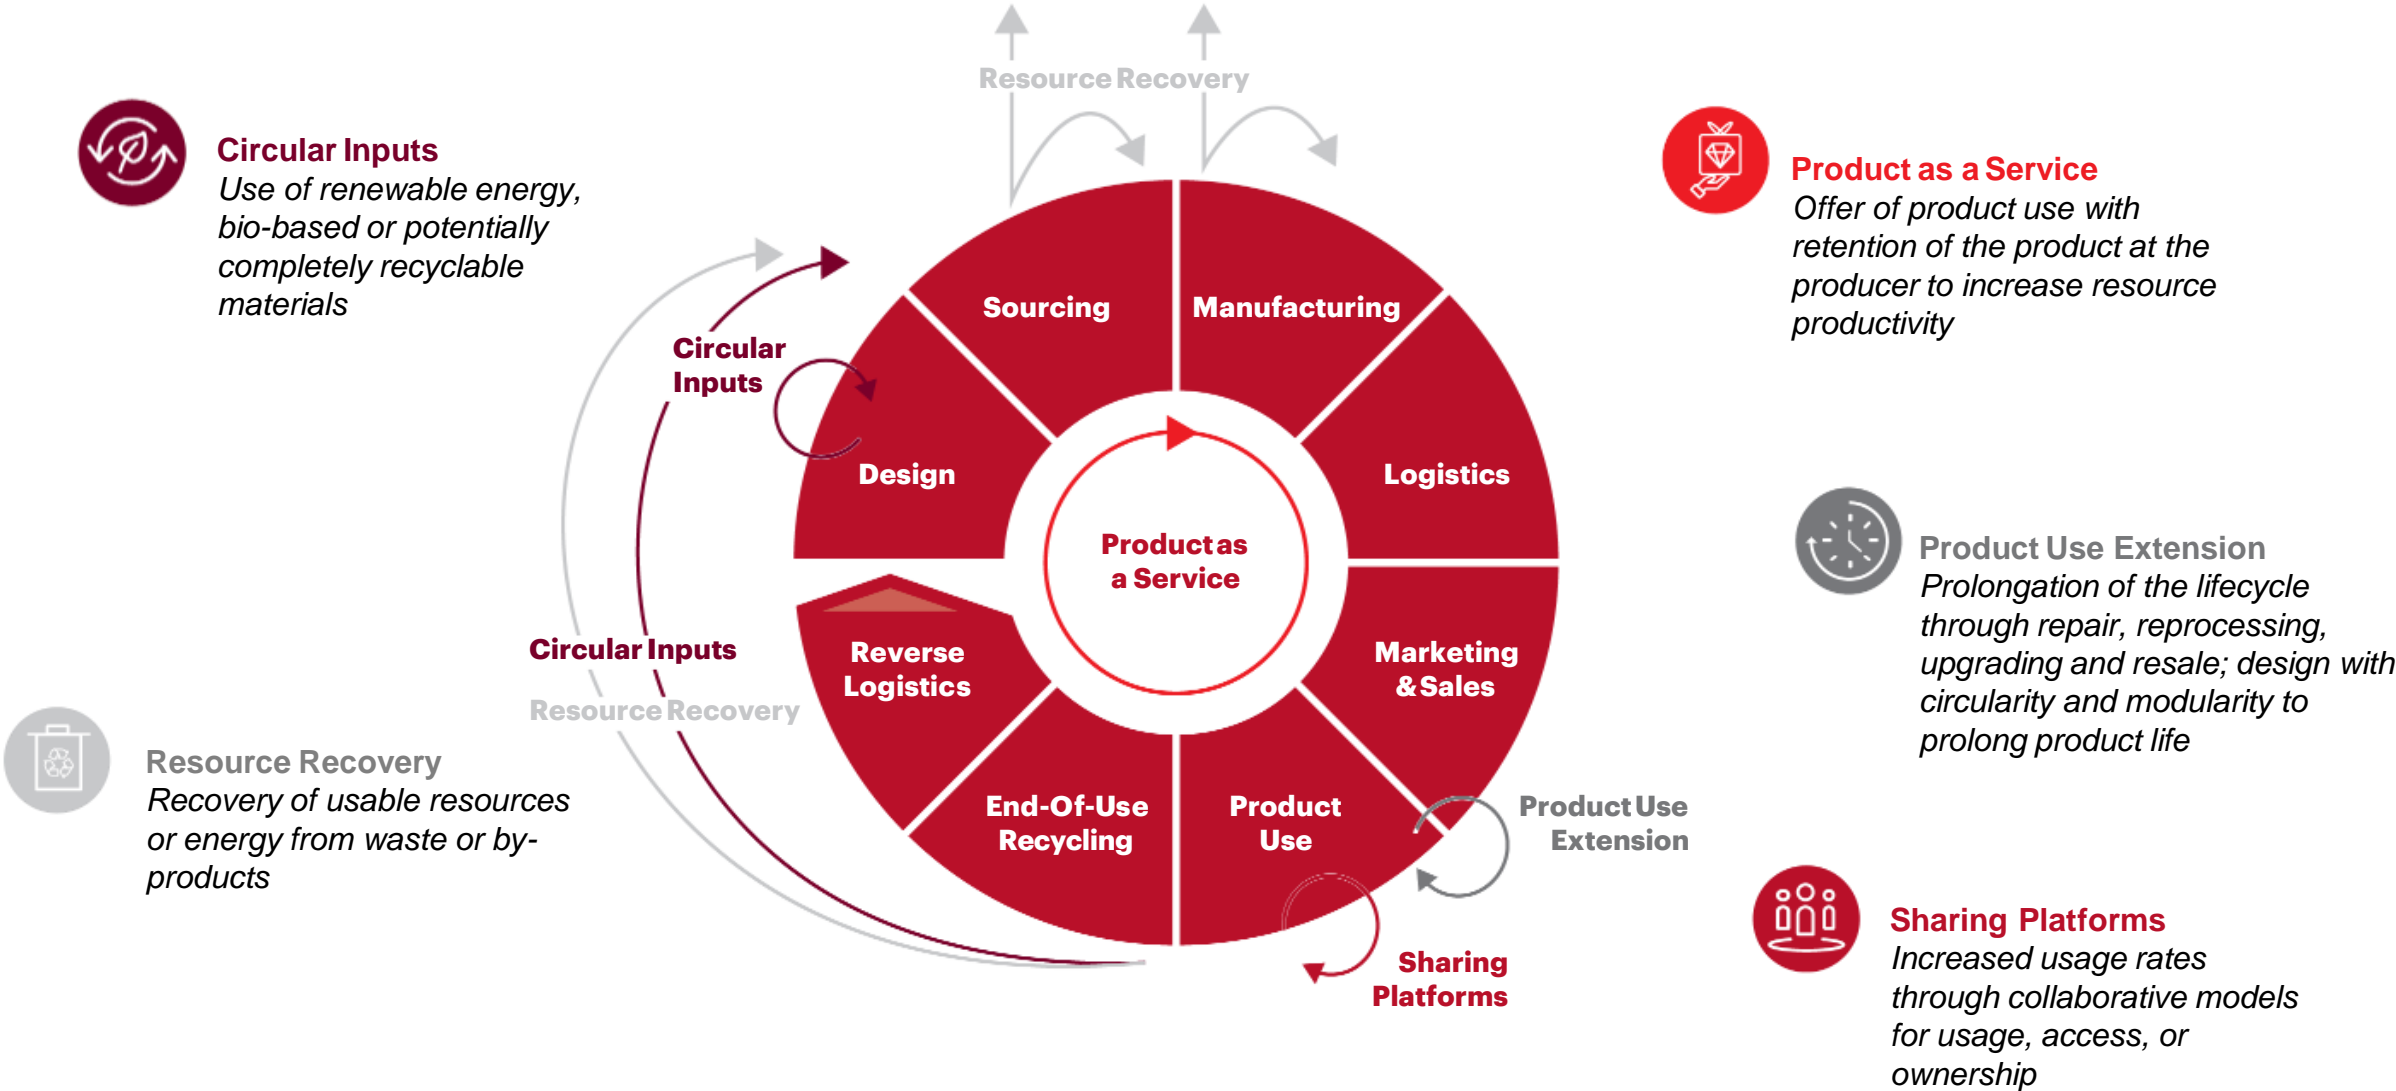 Resource Recovery
Circular Inputs
Use of renewable energy,
bio-based or potentially
completely recyclable
materials
Product as a Service
Offer of product use with
retention of the product at the
producer to increase resource
productivity
Sourcing
Manufacturing
Circular
Inputs
Design
Logistics
Product as
a Service
Product Use Extension
Prolongation of the lifecycle
through repair, reprocessing,
upgrading and resale; design with
circularity and modularity to
prolong product life
Circular Inputs
Resource Recovery
Reverse
Logistics
Marketing
& Sales
Resource Recovery
Recovery of usable resources
or energy from waste or by-
products
End-Of-Use
Recycling
Product
Use
Product Use
Extension
Sharing
Platforms
Sharing Platforms
Increased usage rates
through collaborative models
for usage, access, or
ownership